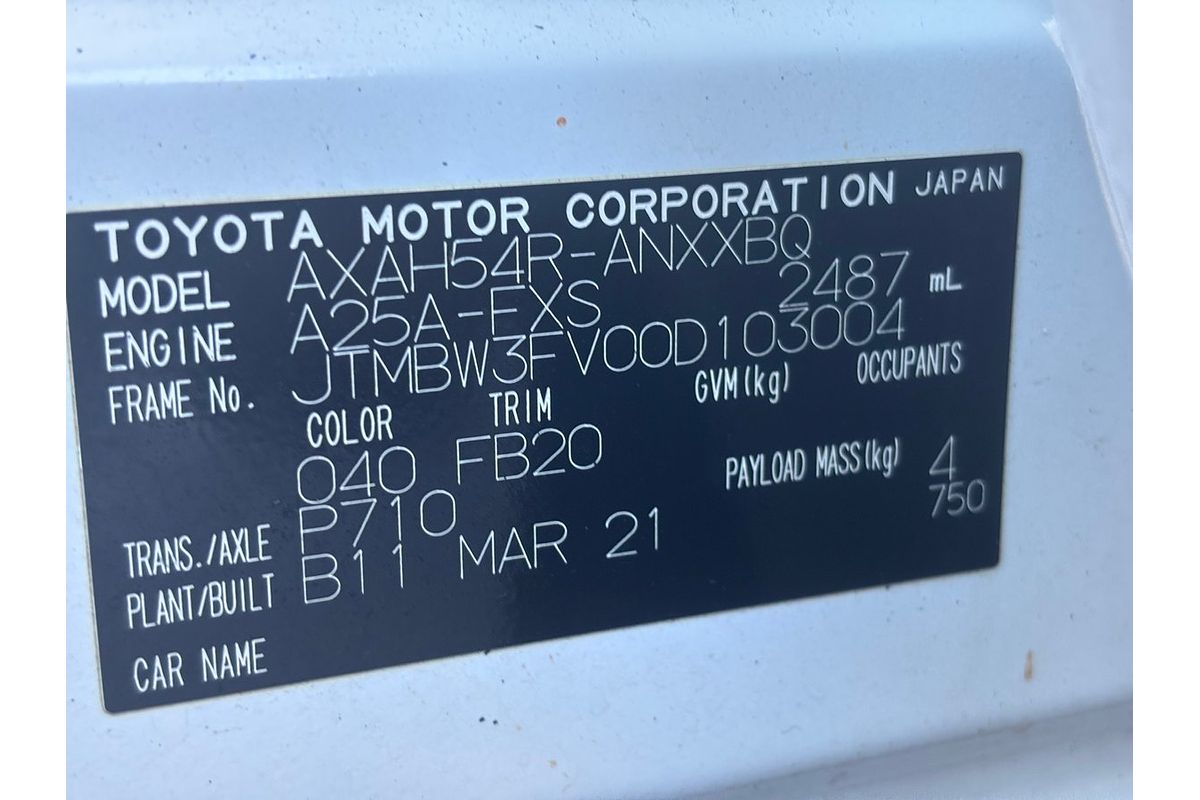 TOYOTA MOTOR CORPORATION JAPAN
MODEL AXAH54R-ANXXBQ
ENGINE A25A-FXS 2487 mL
FRAME No. JTMBW3FV00D103004
COLOR TRIM GVM(kg) OCCUPANTS
040 FB20 PAYLOAD MASS(kg) 4
TRANS./AXLE P710 750
PLANT/BUILT B11 MAR 21
CAR NAME